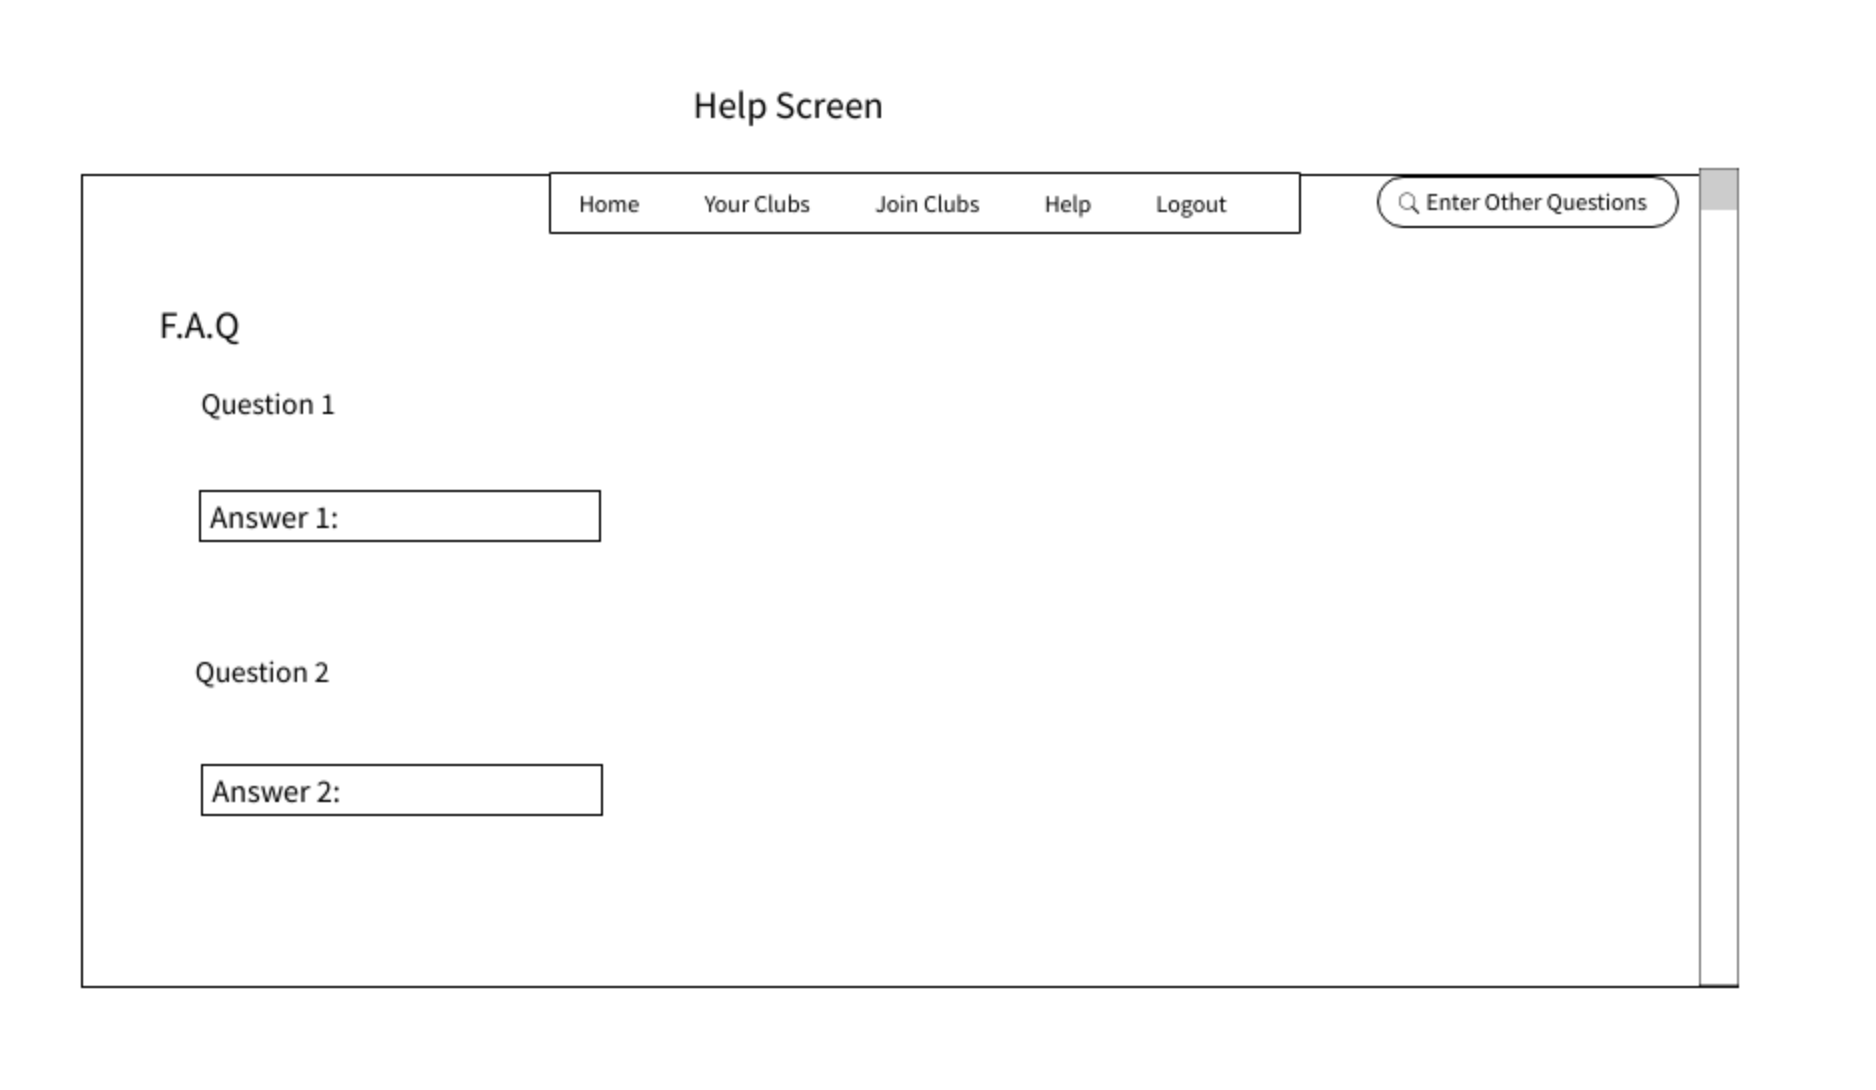 Help Screen
Home Your Clubs Join Clubs Help Logout
Enter Other Questions
F.A.Q
Question 1
Answer 1:
Question 2
Answer 2: